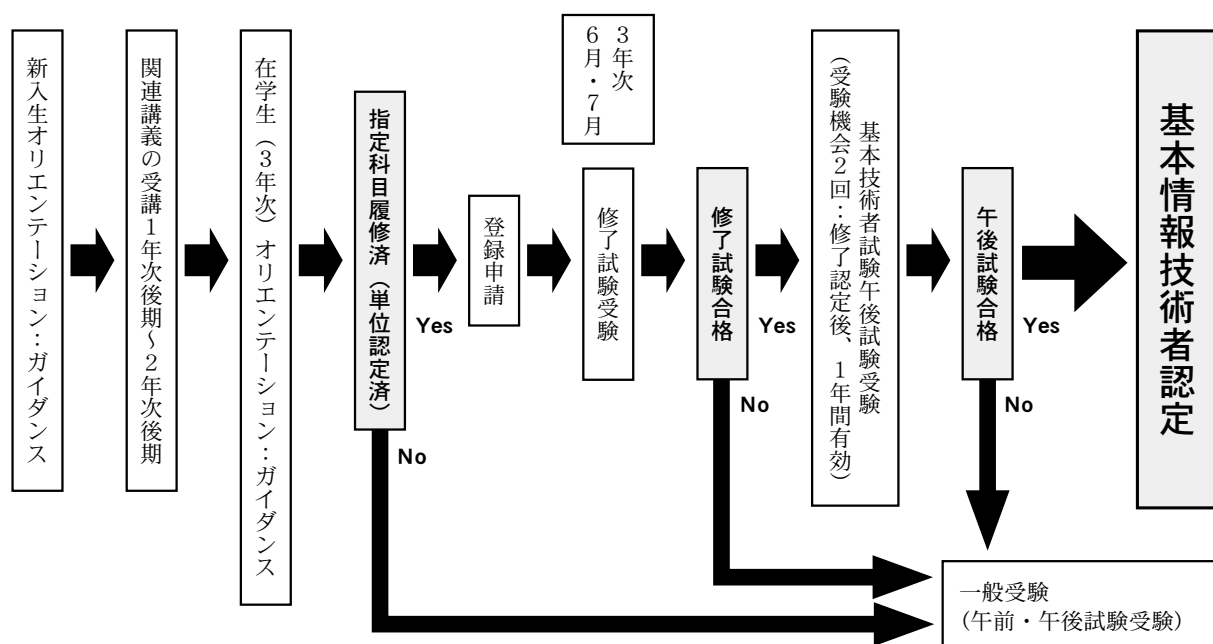 新入生オリエンテーション：ガイダンス
関連講義の受講１年次後期～２年次後期
在学生（３年次）オリエンテーション：ガイダンス
指定科目履修済（単位認定済）
Yes
No
登録申請
３年次
６月・７月
修了試験受験
修了試験合格
Yes
No
基本技術者試験午後試験受験
（受験機会２回：修了認定後、１年間有効）
午後試験合格
Yes
No
基本情報技術者認定
一般受験
(午前・午後試験受験)